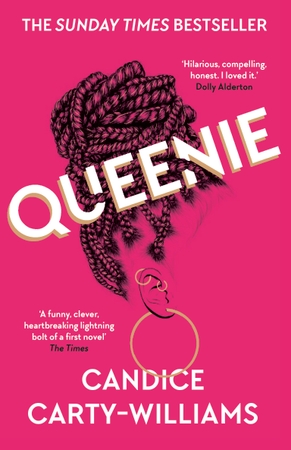 THE SUNDAY TIMES BESTSELLER
‘Hilarious, compelling,
honest. I loved it.’
Dolly Alderton
QUEENIE
‘A funny, clever,
heartbreaking lightning
bolt of a first novel’
The Times
CANDICE
CARTY–WILLIAMS